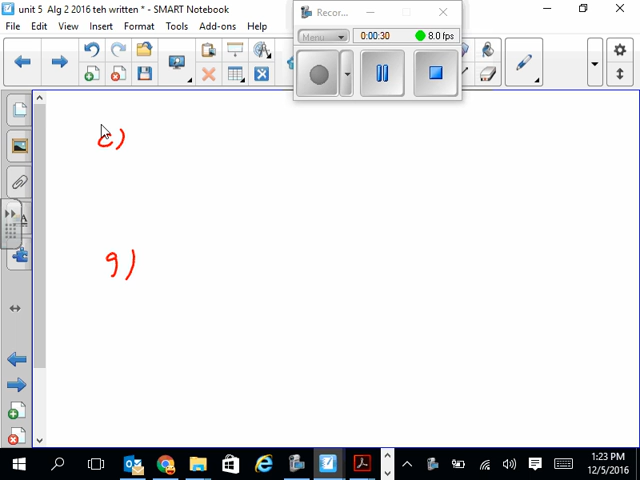 unit 5 Alg 2 2016 teh written * - SMART Notebook
Recor...
File Edit View Insert Format Tools Add-ons Help
Menu 0:00:30 8.0 fps
c)
A
9)
1:23 PM
12/5/2016